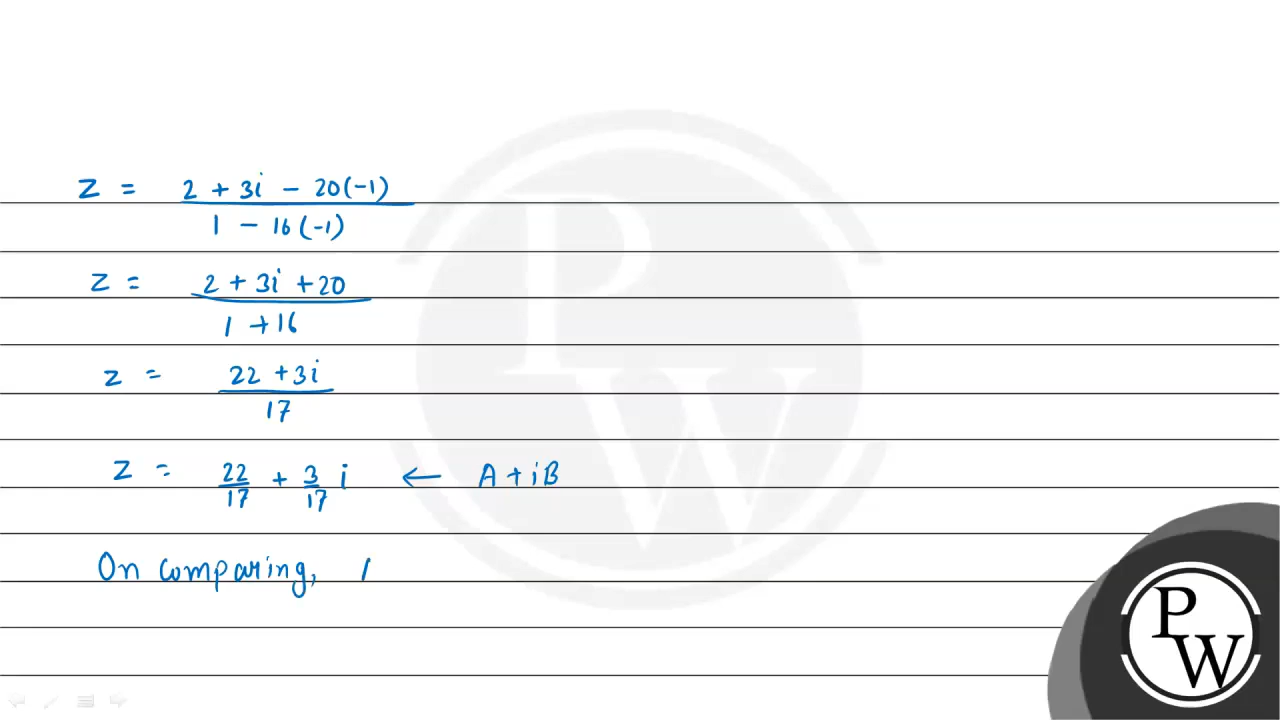 z = 2 + 3i - 20(-1)
1 - 16(-1)
z = 2 + 3i + 20
1 + 16
z = 22 + 3i
17
z = 22/17 + 3/17 i ← A + iB
On comparing,
P
W
P
W